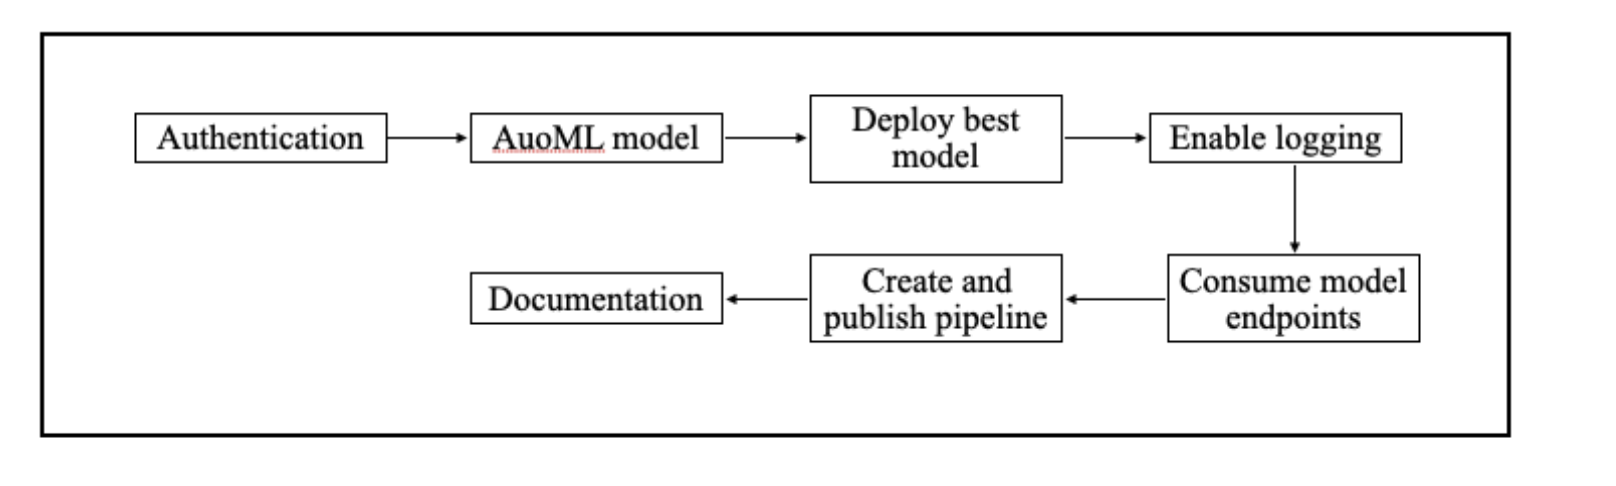 Authentication
AuoML model
Deploy best
model
Enable logging
Consume model
endpoints
Create and
publish pipeline
Documentation